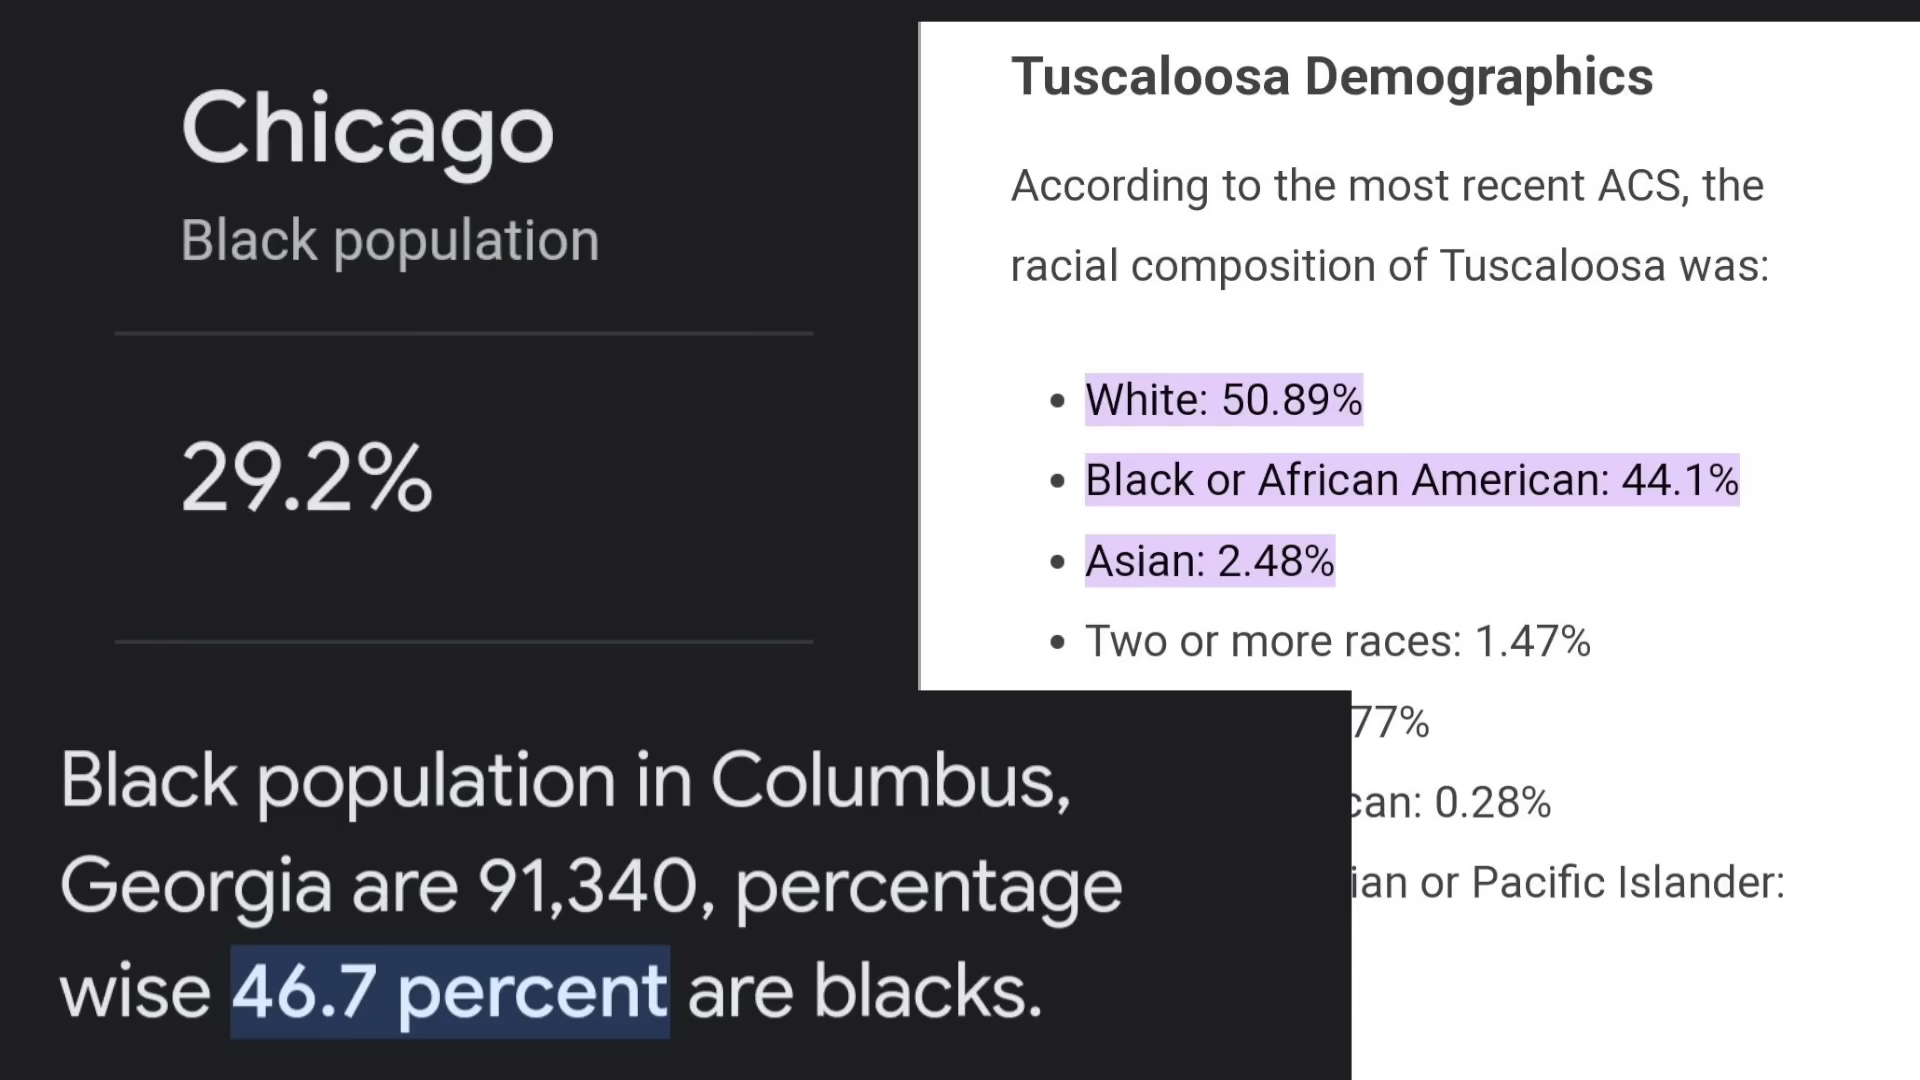 Chicago
Black population
29.2%
Black population in Columbus,
Georgia are 91,340, percentage
wise 46.7 percent are blacks.
Tuscaloosa Demographics
According to the most recent ACS, the
racial composition of Tuscaloosa was:
• White: 50.89%
• Black or African American: 44.1%
• Asian: 2.48%
• Two or more races: 1.47%
77%
can: 0.28%
ian or Pacific Islander: